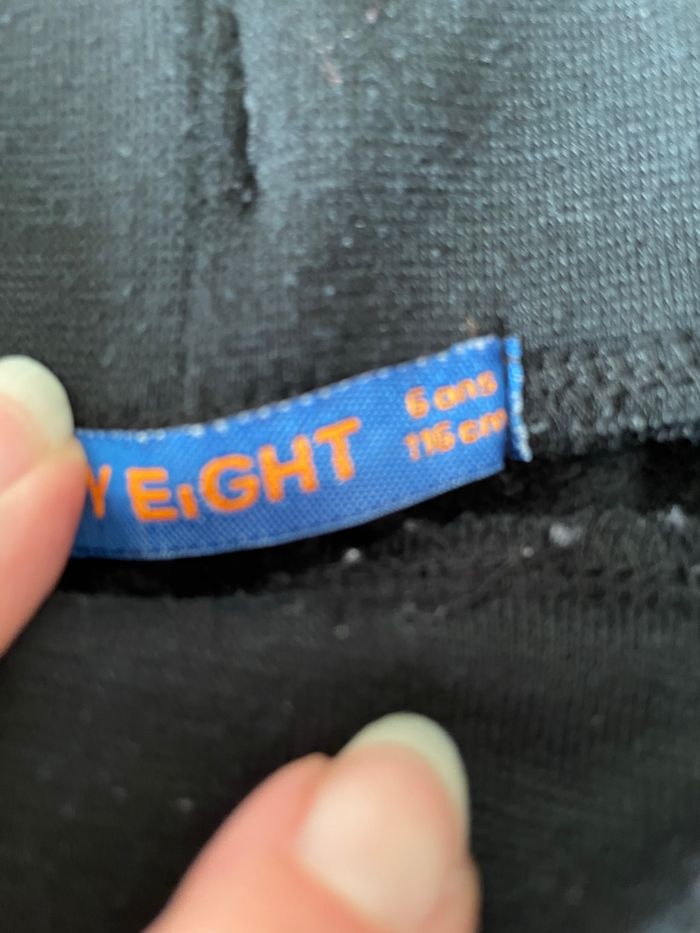 Y EiGHT
6 ans
116 cm